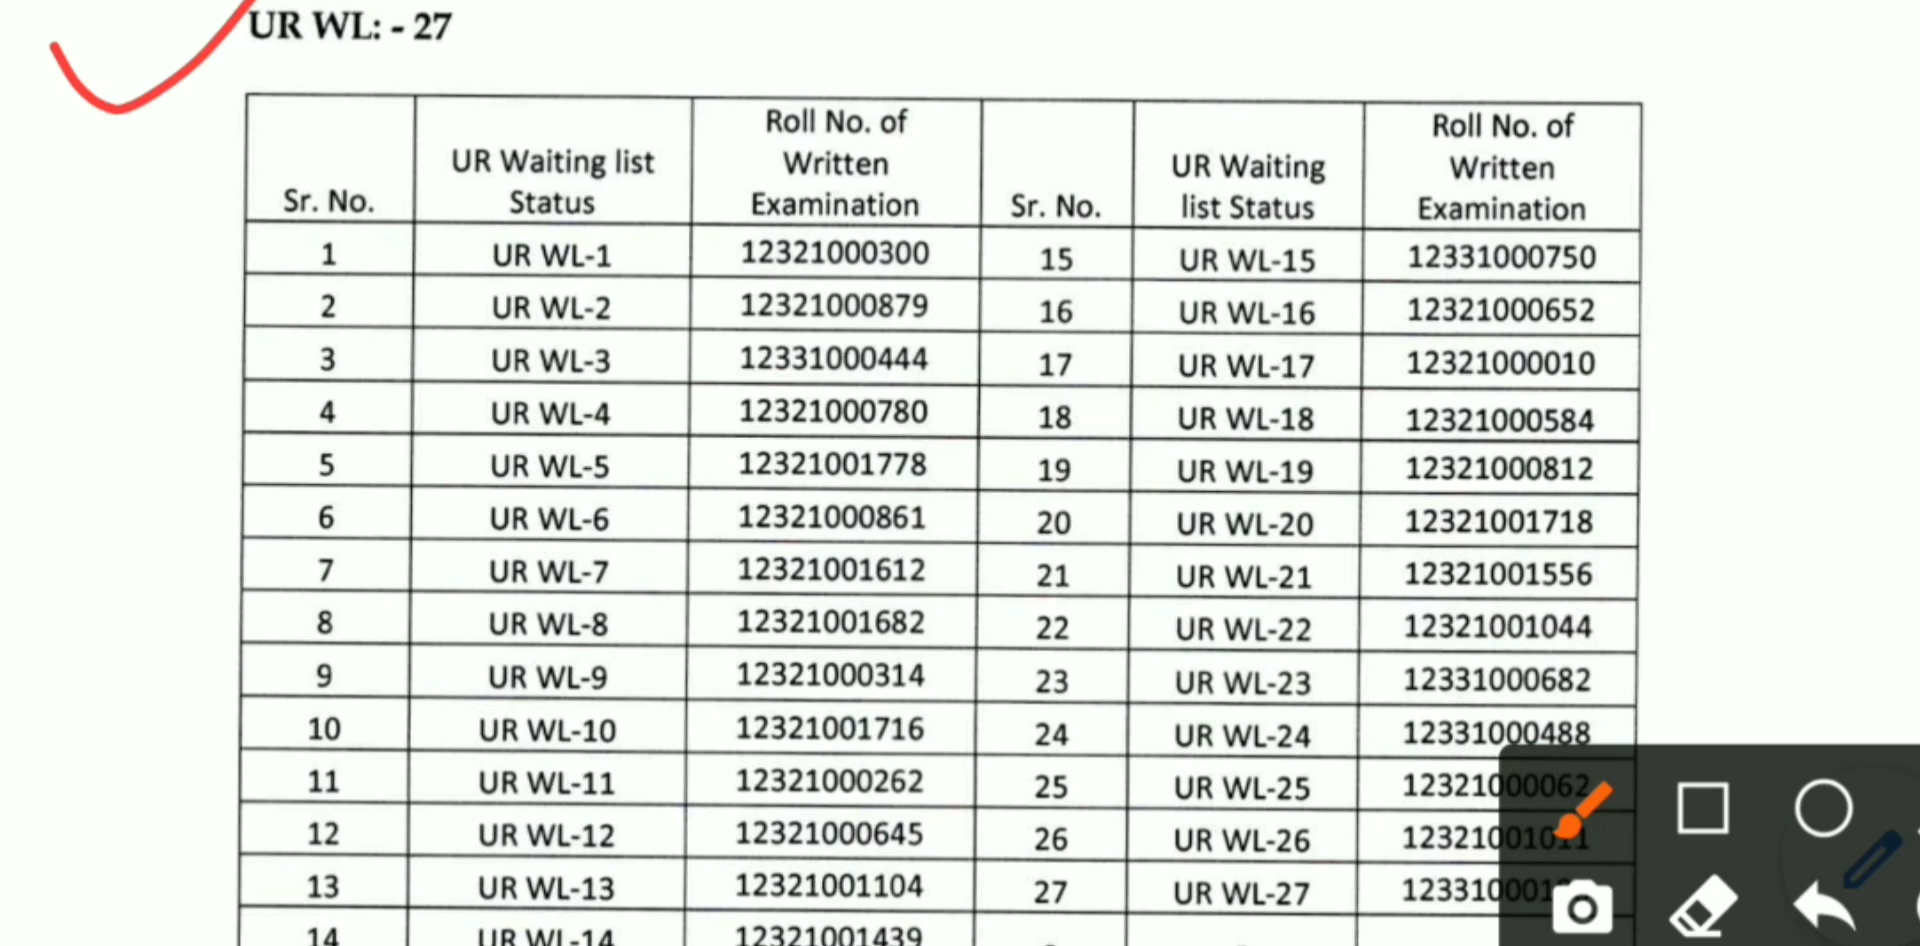 UR WL: - 27
Sr. No. UR Waiting list Status Roll No. of Written Examination Sr. No. UR Waiting list Status Roll No. of Written Examination
1 UR WL-1 12321000300 15 UR WL-15 12331000750
2 UR WL-2 12321000879 16 UR WL-16 12321000652
3 UR WL-3 12331000444 17 UR WL-17 12321000010
4 UR WL-4 12321000780 18 UR WL-18 12321000584
5 UR WL-5 12321001778 19 UR WL-19 12321000812
6 UR WL-6 12321000861 20 UR WL-20 12321001718
7 UR WL-7 12321001612 21 UR WL-21 12321001556
8 UR WL-8 12321001682 22 UR WL-22 12321001044
9 UR WL-9 12321000314 23 UR WL-23 12331000682
10 UR WL-10 12321001716 24 UR WL-24 12331000488
11 UR WL-11 12321000262 25 UR WL-25 12321000062
12 UR WL-12 12321000645 26 UR WL-26 12321001011
13 UR WL-13 12321001104 27 UR WL-27
14 UR WL-14 12321001439